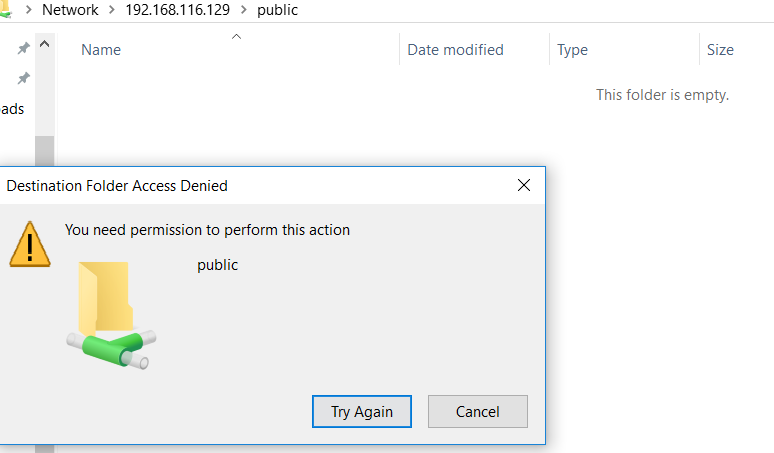 Network > 192.168.116.129 > public
Name Date modified Type Size
oads
This folder is empty.
Destination Folder Access Denied
You need permission to perform this action
public
Try Again Cancel